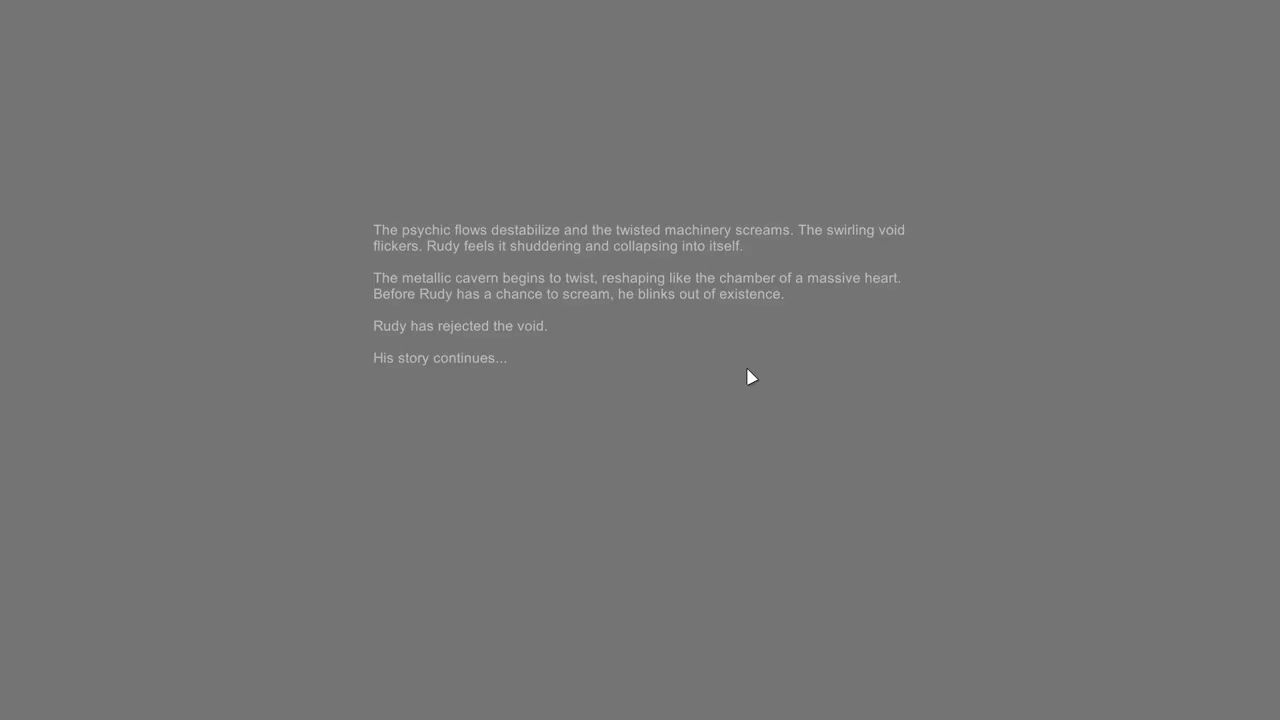 The psychic flows destabilize and the twisted machinery screams. The swirling void
flickers. Rudy feels it shuddering and collapsing into itself.
The metallic cavern begins to twist, reshaping like the chamber of a massive heart.
Before Rudy has a chance to scream, he blinks out of existence.
Rudy has rejected the void.
His story continues...